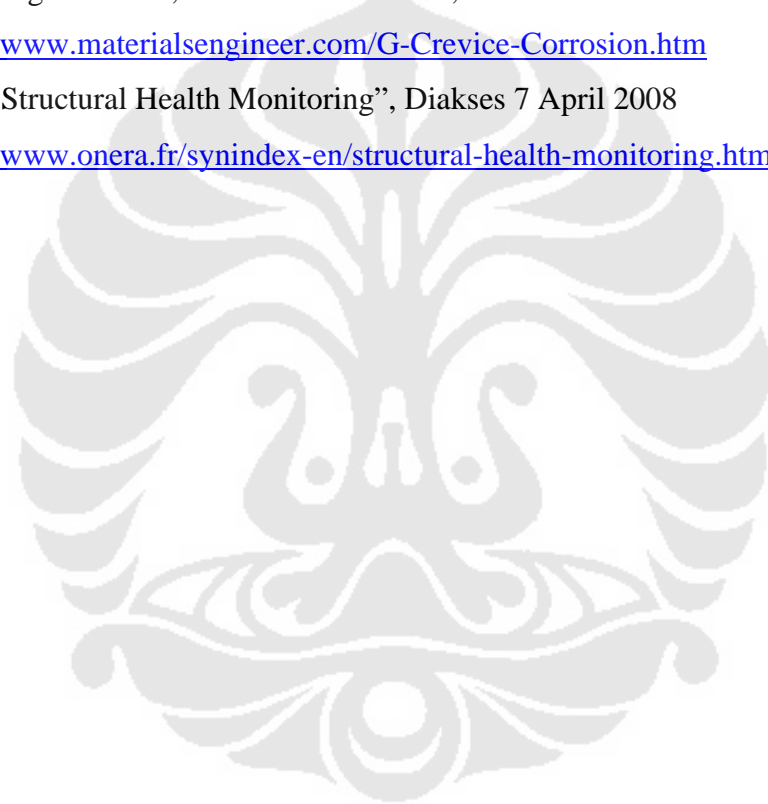 www.materialsengineer.com/G-Crevice-Corrosion.htm
Structural Health Monitoring”, Diakses 7 April 2008
www.onera.fr/synindex-en/structural-health-monitoring.htm